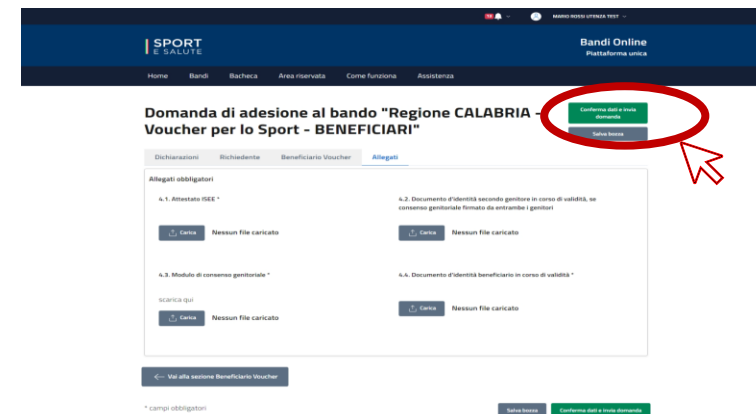 MARIO ROSSI UTENZA TEST
SPORT
E SALUTE
Bandi Online
Piattaforma unica
Home Bandi Bacheca Area riservata Come funziona Assistenza
Domanda di adesione al bando "Regione CALABRIA -
Voucher per lo Sport - BENEFICIARI"
Conferma dati e invia
domanda
Salva bozza
Dichiarazioni Richiedente Beneficiario Voucher Allegati
Allegati obbligatori
4.1. Attestato ISEE *
4.2. Documento d'identità secondo genitore in corso di validità, se
consenso genitoriale firmato da entrambe i genitori
Carica Nessun file caricato
Carica Nessun file caricato
4.3. Modulo di consenso genitoriale *
4.4. Documento d'identità beneficiario in corso di validità *
scarica qui
Carica Nessun file caricato
Carica Nessun file caricato
Vai alla sezione Beneficiario Voucher
* campi obbligatori
Salva bozza Conferma dati e invia domanda